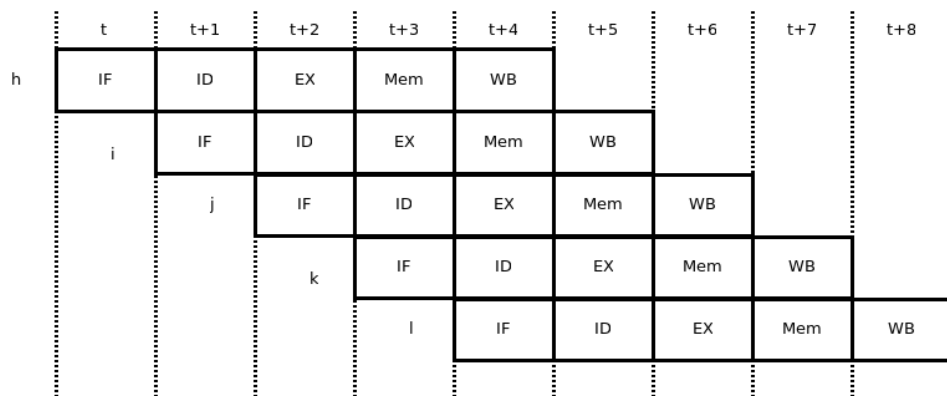 t t+1 t+2 t+3 t+4 t+5 t+6 t+7 t+8
h IF ID EX Mem WB
i IF ID EX Mem WB
j IF ID EX Mem WB
k IF ID EX Mem WB
l IF ID EX Mem WB